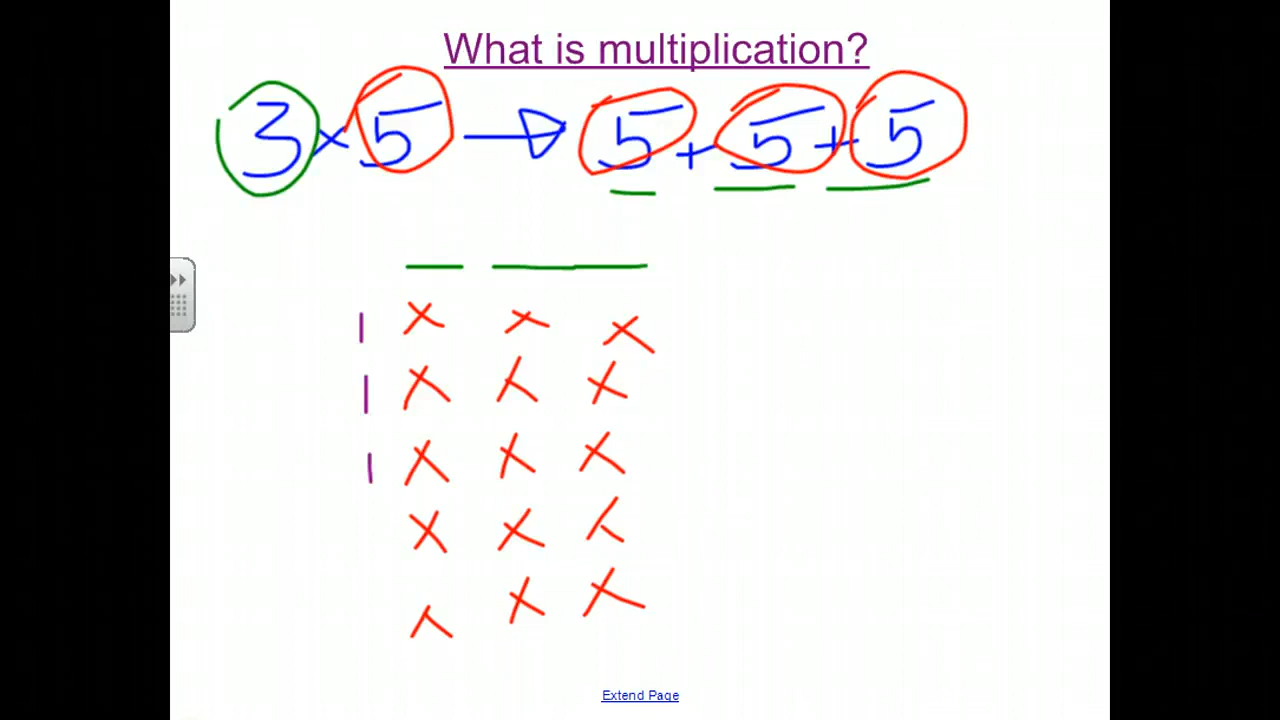 What is multiplication?
3 × 5 → 5 + 5 + 5
| x x x
| x x x
| x x x
x x x
x x x
Extend Page